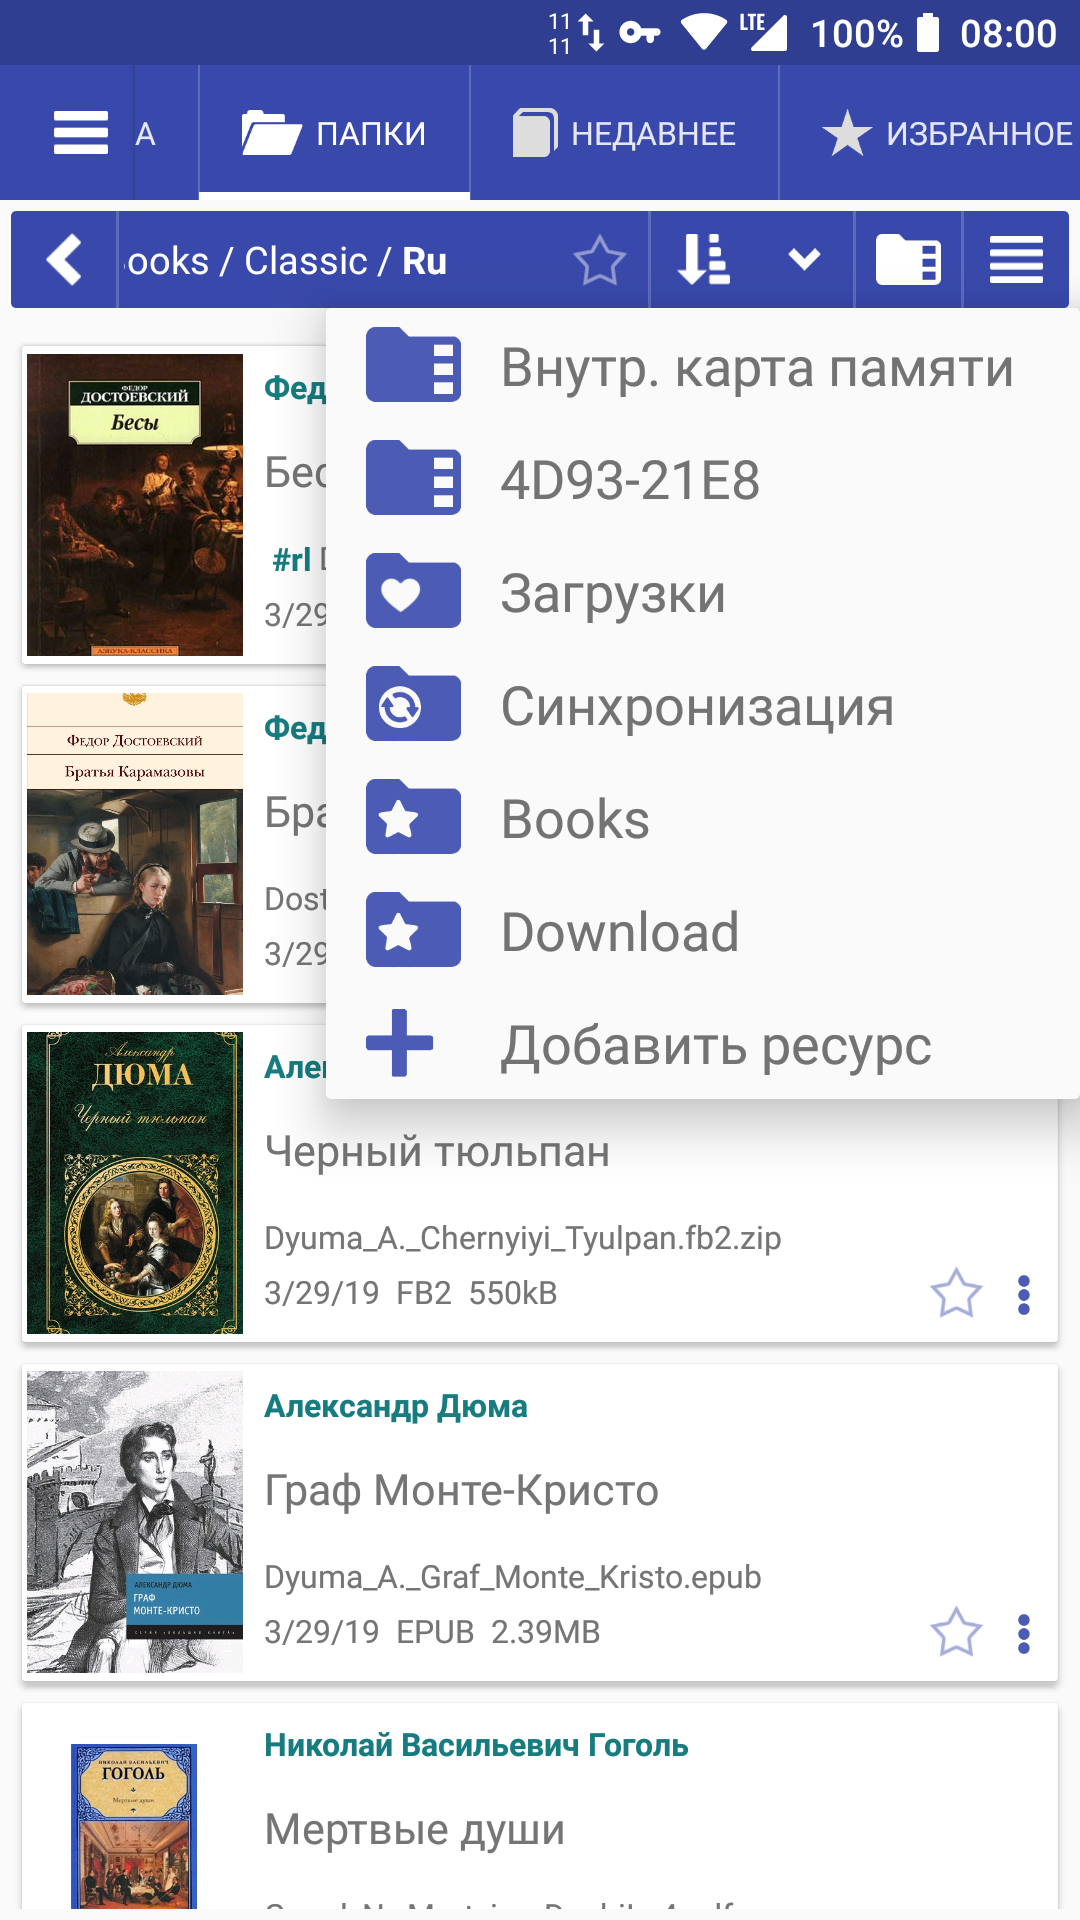 11
11
LTE
100%
08:00
А
ПАПКИ
НЕДАВНЕЕ
ИЗБРАННОЕ
ooks / Classic / Ru
Внутр. карта памяти
4D93-21E8
Загрузки
Синхронизация
Books
Download
Добавить ресурс
ФЕДОР
ДОСТОЕВСКИЙ
Бесы
АЗБУКА-КЛАССИКА
Фед
Бес
#rl
3/29
Федор Достоевский
Братья Карамазовы
Фед
Бра
Dost
3/29
Александр
ДЮМА
Черный тюльпан
Але
Черный тюльпан
Dyuma_A._Chernyiyi_Tyulpan.fb2.zip
3/29/19 FB2 550kB
АЛЕКСАНДР ДЮМА
ГРАФ
МОНТЕ-КРИСТО
СЕРИЯ «БОЛЬШАЯ КНИГА»
Александр Дюма
Граф Монте-Кристо
Dyuma_A._Graf_Monte_Kristo.epub
3/29/19 EPUB 2.39MB
НИКОЛАЙ ВАСИЛЬЕВИЧ
ГОГОЛЬ
Мертвые души
Николай Васильевич Гоголь
Мертвые души